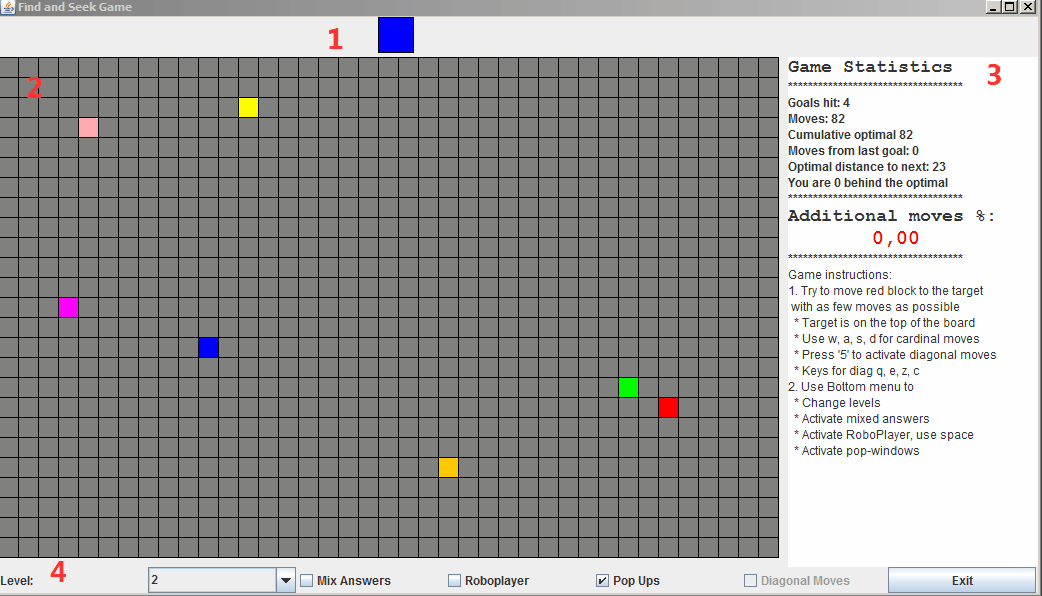 Find and Seek Game
1
2
3
Game Statistics
***********************************
Goals hit: 4
Moves: 82
Cumulative optimal 82
Moves from last goal: 0
Optimal distance to next: 23
You are 0 behind the optimal
***********************************
Additional moves %:
0,00
***********************************
Game instructions:
1. Try to move red block to the target
with as few moves as possible
* Target is on the top of the board
* Use w, a, s, d for cardinal moves
* Press '5' to activate diagonal moves
* Keys for diag q, e, z, c
2. Use Bottom menu to
* Change levels
* Activate mixed answers
* Activate RoboPlayer, use space
* Activate pop-windows
4
Level: 2 Mix Answers Roboplayer Pop Ups Diagonal Moves Exit